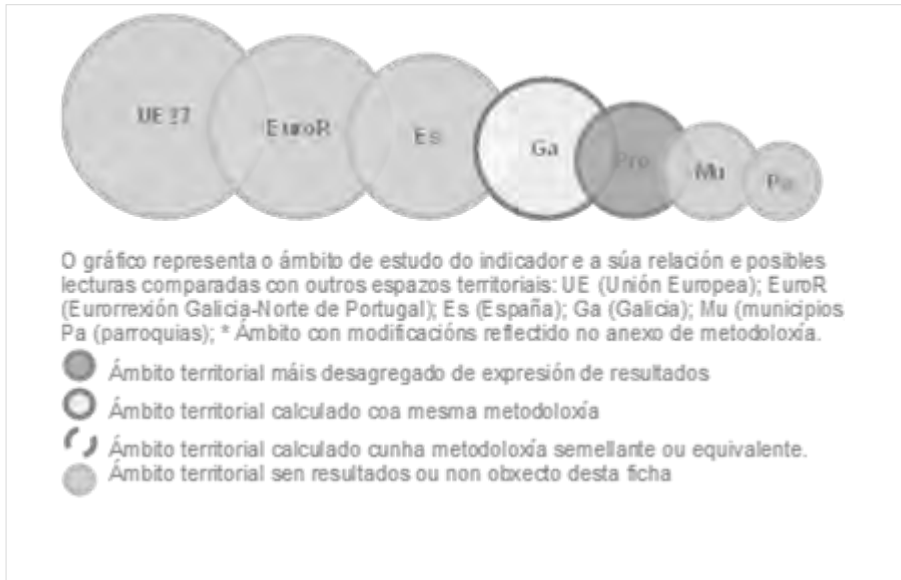 UE 27
EuroR
Es
Ga
Pro
Mu
Pa
O gráfico representa o ámbito de estudo do indicador e a súa relación e posibles
lecturas comparadas con outros espazos territoriais: UE (Unión Europea); EuroR
(Eurorrexión Galicia-Norte de Portugal); Es (España); Ga (Galicia); Mu (municipios
Pa (parroquias); * Ámbito con modificacións reflectido no anexo de metodoloxía.
Ámbito territorial máis desagregado de expresión de resultados
Ámbito territorial calculado coa mesma metodoloxía
Ámbito territorial calculado cunha metodoloxía semellante ou equivalente.
Ámbito territorial sen resultados ou non obxecto desta ficha